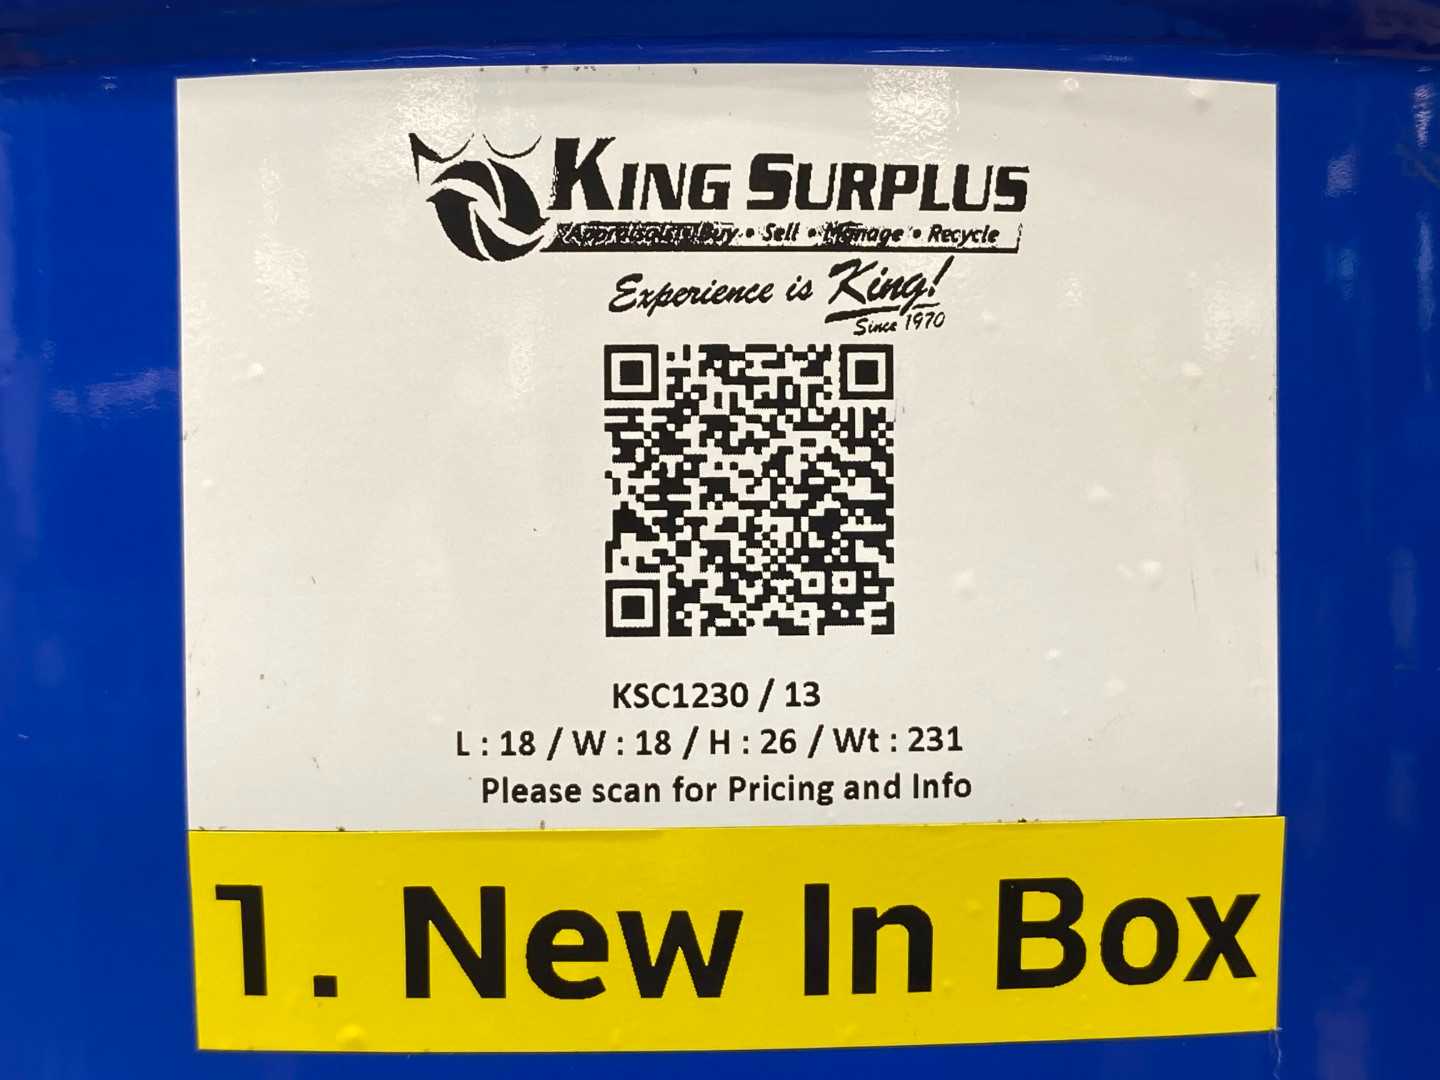 KING SURPLUS
Appraisals • Buy • Sell • Manage • Recycle
Experience is King!
Since 1970
KSC1230 / 13
L : 18 / W : 18 / H : 26 / Wt : 231
Please scan for Pricing and Info
1. New In Box